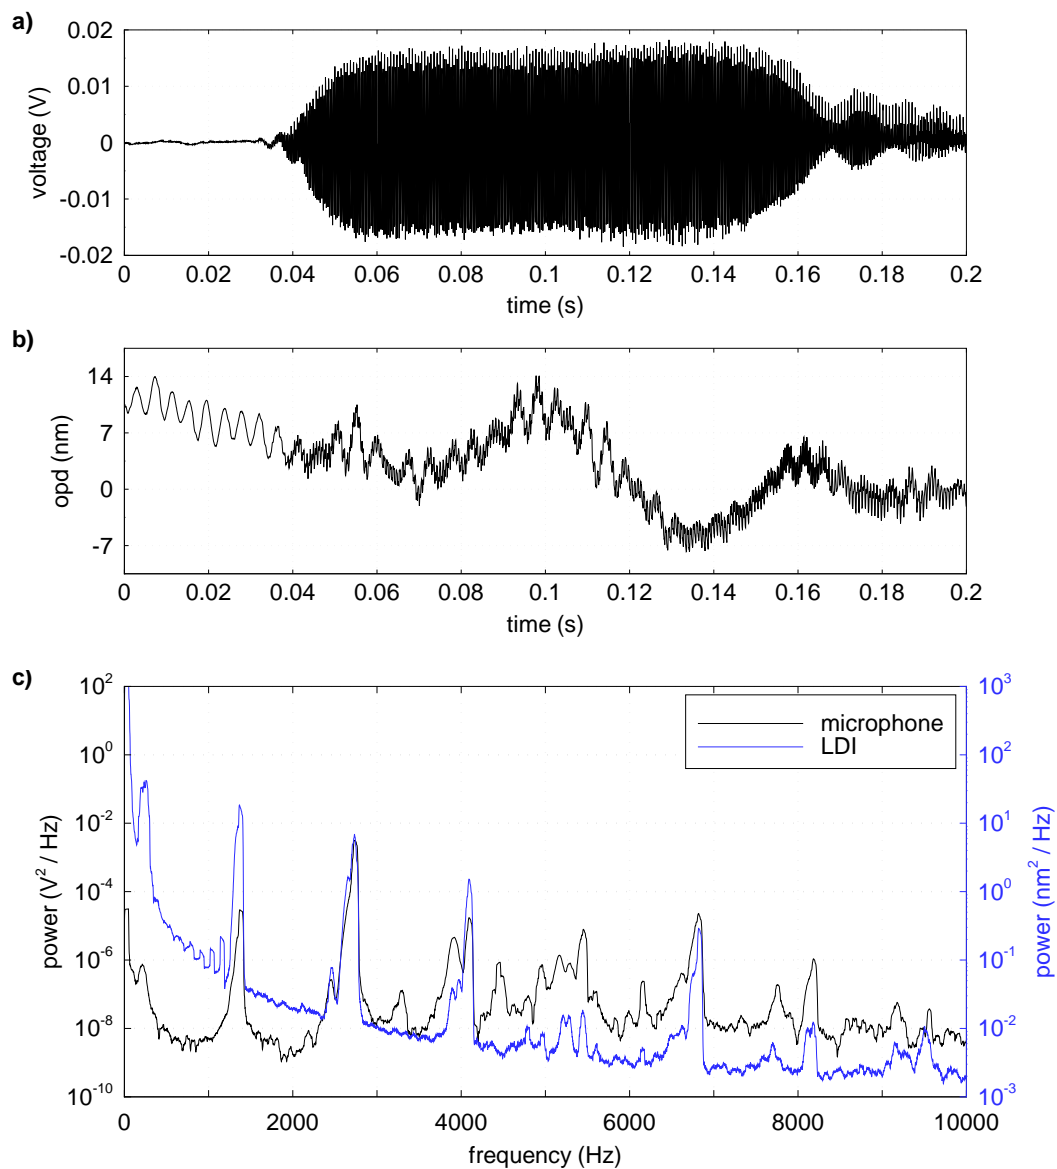 a)
0.02
0.01
0
-0.01
-0.02
voltage (V)
0 0.02 0.04 0.06 0.08 0.1 0.12 0.14 0.16 0.18 0.2
time (s)
b)
14
7
0
-7
opd (nm)
0 0.02 0.04 0.06 0.08 0.1 0.12 0.14 0.16 0.18 0.2
time (s)
c)
10² 10³
microphone
LDI
10⁰ 10²
10⁻² 10¹
10⁻⁴ 10⁰
10⁻⁶ 10⁻¹
10⁻⁸ 10⁻²
10⁻¹⁰ 10⁻³
power (V² / Hz)
power (nm² / Hz)
0 2000 4000 6000 8000 10000
frequency (Hz)